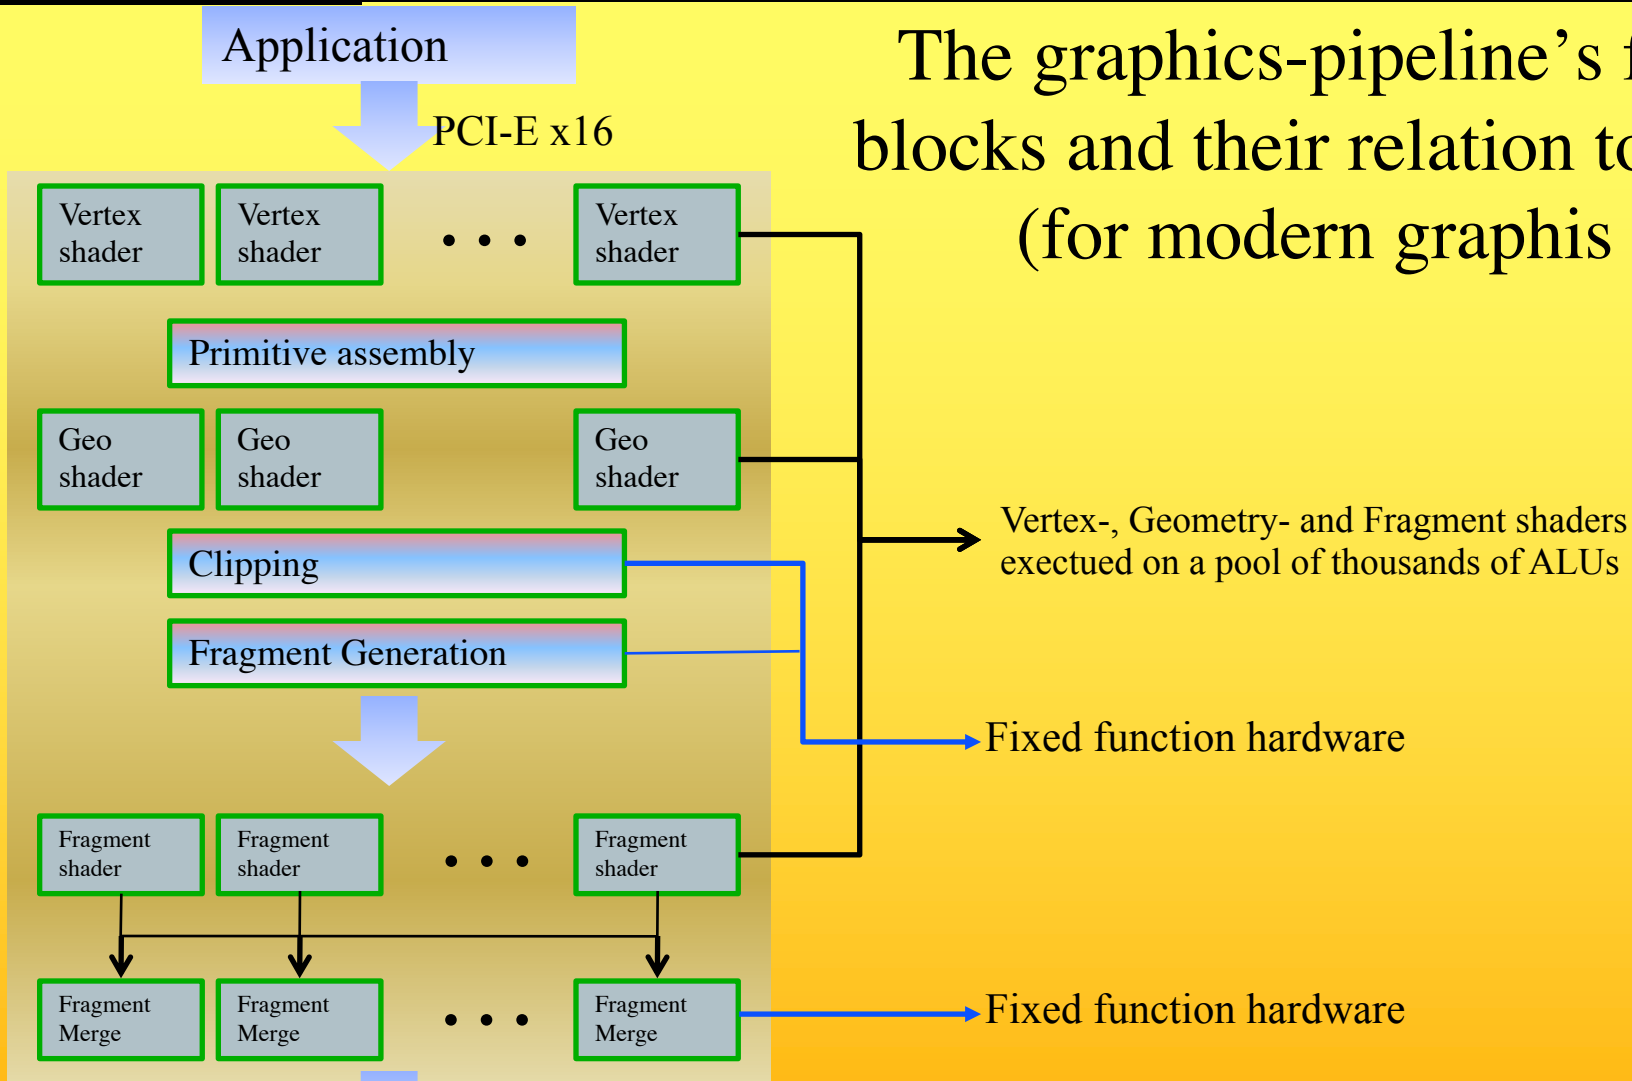 Application
PCI-E x16
The graphics-pipeline’s
blocks and their relation to
(for modern graphis
Vertex
shader
Vertex
shader
• • •
Vertex
shader
Primitive assembly
Geo
shader
Geo
shader
Geo
shader
Clipping
Fragment Generation
Vertex-, Geometry- and Fragment shaders
exectued on a pool of thousands of ALUs
Fixed function hardware
Fragment
shader
Fragment
shader
• • •
Fragment
shader
Fragment
Merge
Fragment
Merge
• • •
Fragment
Merge
Fixed function hardware